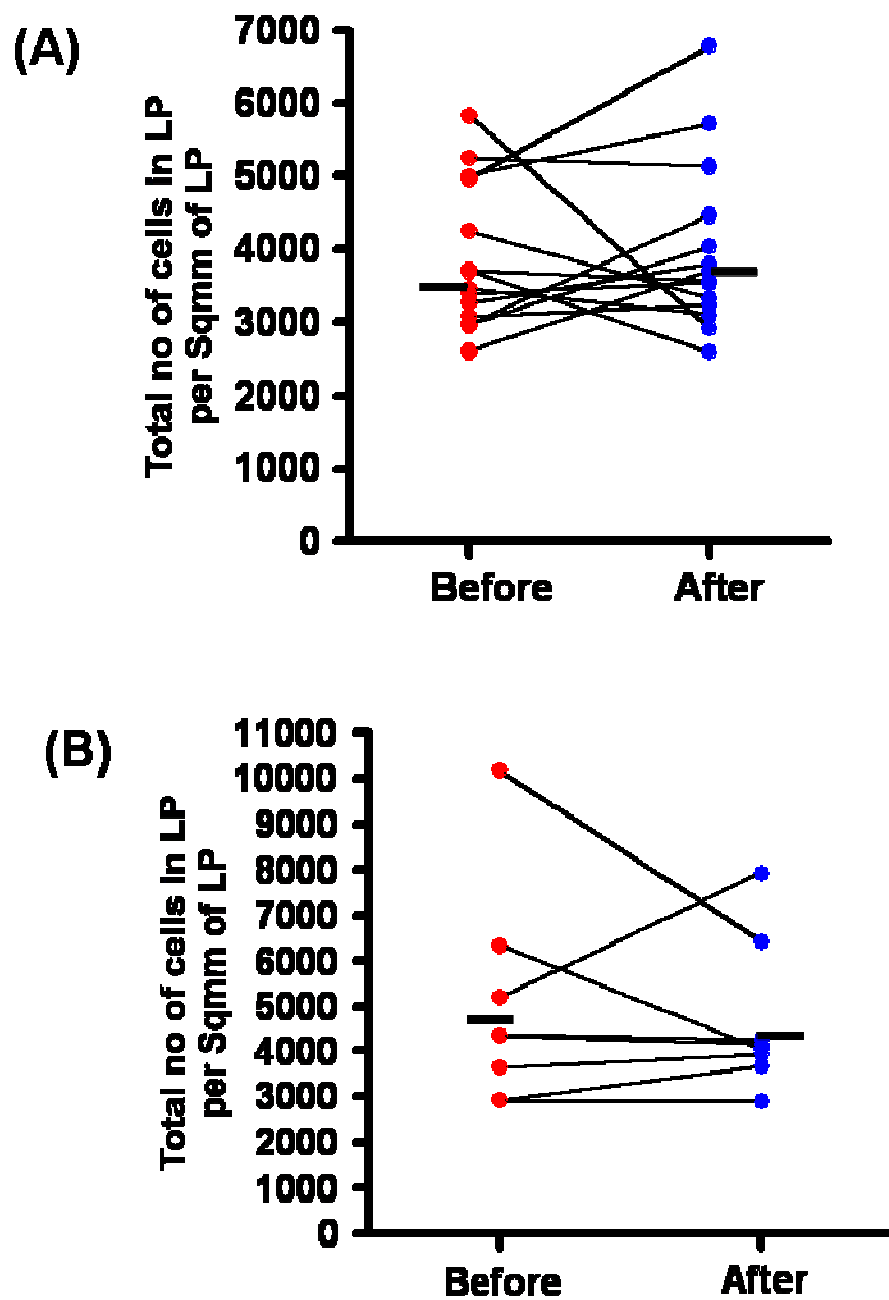 (A)
Total no of cells in LP
per Sqmm of LP
7000
6000
5000
4000
3000
2000
1000
0
Before
After
(B)
Total no of cells in LP
per Sqmm of LP
11000
10000
9000
8000
7000
6000
5000
4000
3000
2000
1000
0
Before
After